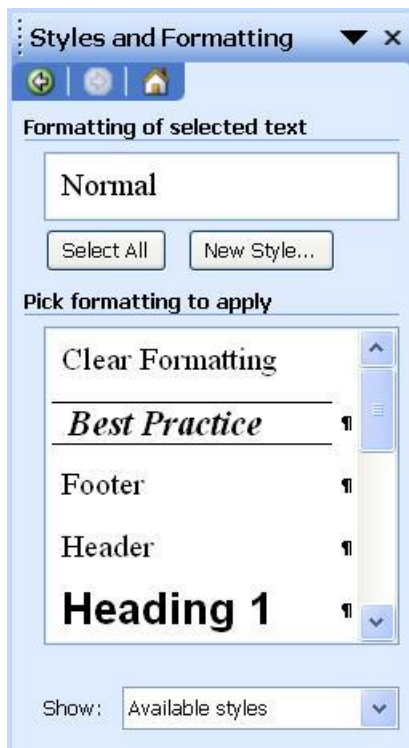 Styles and Formatting
Formatting of selected text
Normal
Select All New Style...
Pick formatting to apply
Clear Formatting
Best Practice ¶
Footer ¶
Header ¶
Heading 1 ¶
Show: Available styles